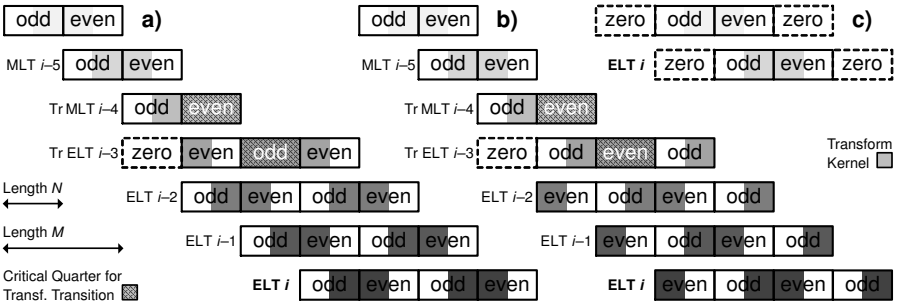 odd even a) odd even b) zero odd even zero c)
MLT i–5 odd even MLT i–5 odd even ELT i zero odd even zero
Tr MLT i–4 odd even Tr MLT i–4 odd even
Tr ELT i–3 zero even odd even Tr ELT i–3 zero odd even odd Transform
Kernel
Length N ELT i–2 odd even odd even ELT i–2 even odd even odd
Length M ELT i–1 odd even odd even ELT i–1 even odd even odd
Critical Quarter for
Transf. Transition ELT i odd even odd even ELT i even odd even odd